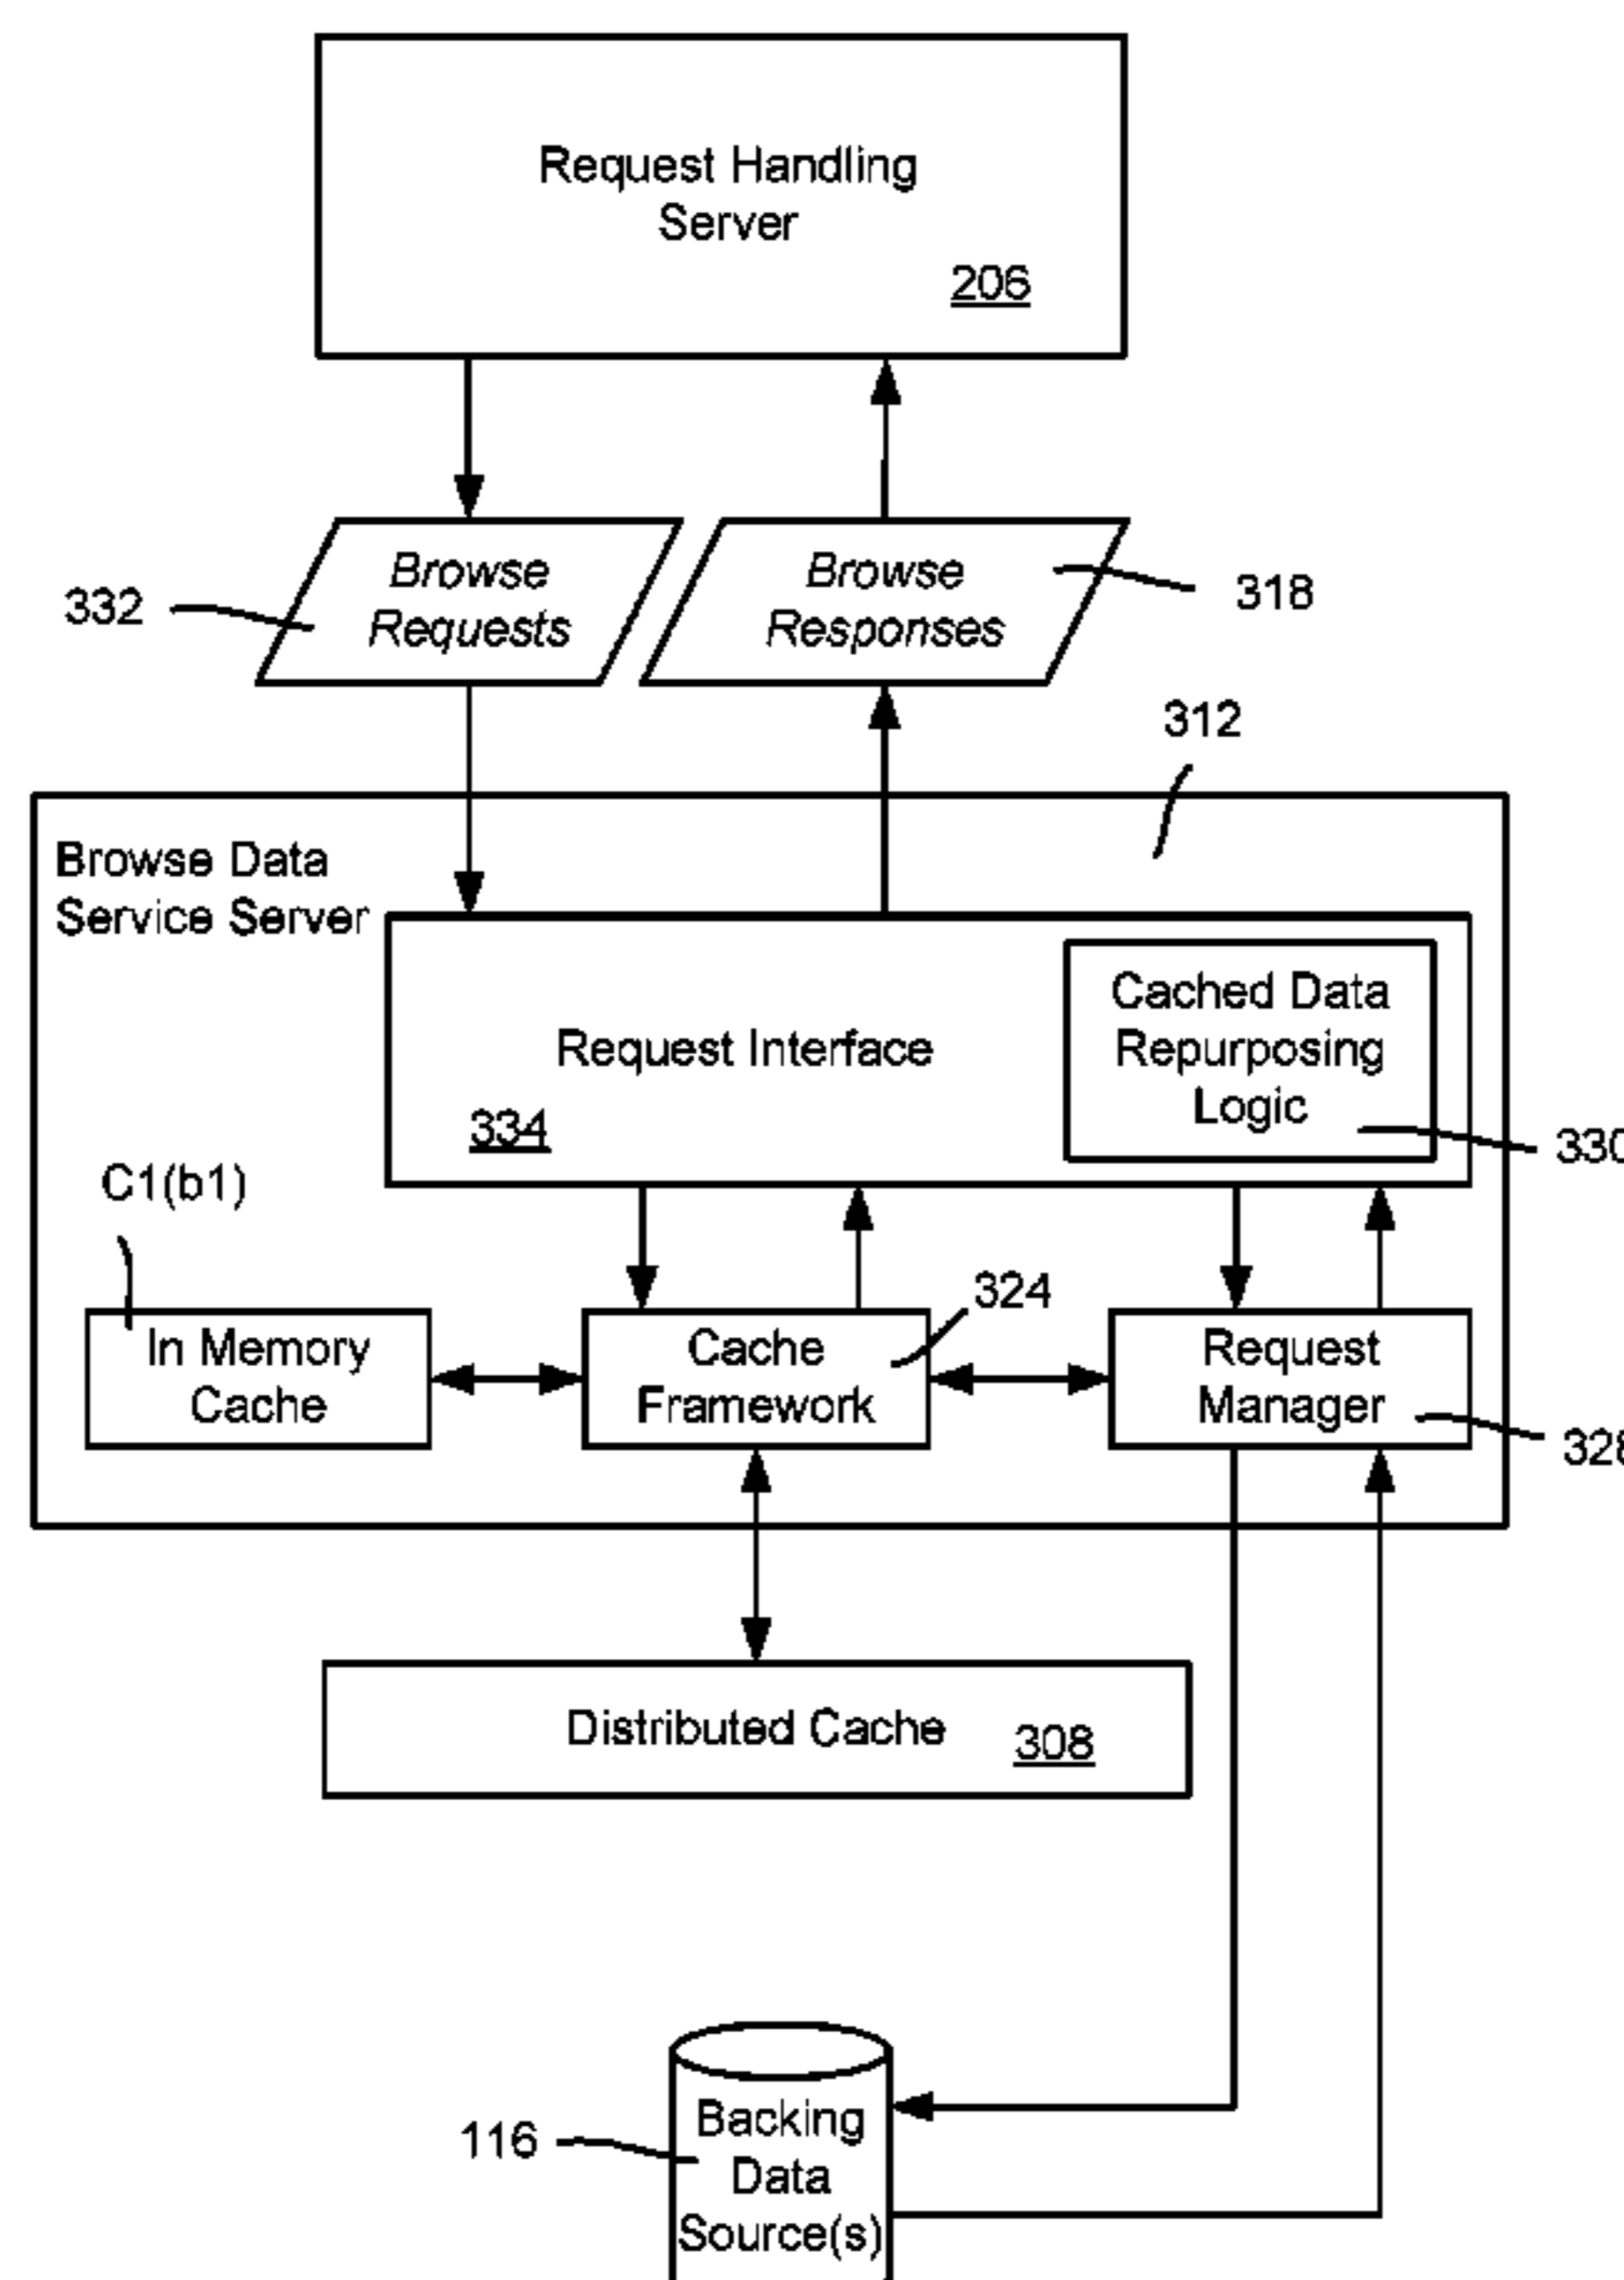 Request Handling
Server
206
Browse
Requests
332
Browse
Responses
318
312
Browse Data
Service Server
Request Interface
334
Cached Data
Repurposing
Logic
330
C1(b1)
In Memory
Cache
Cache
Framework
324
Request
Manager
328
Distributed Cache
308
116
Backing
Data
Source(s)